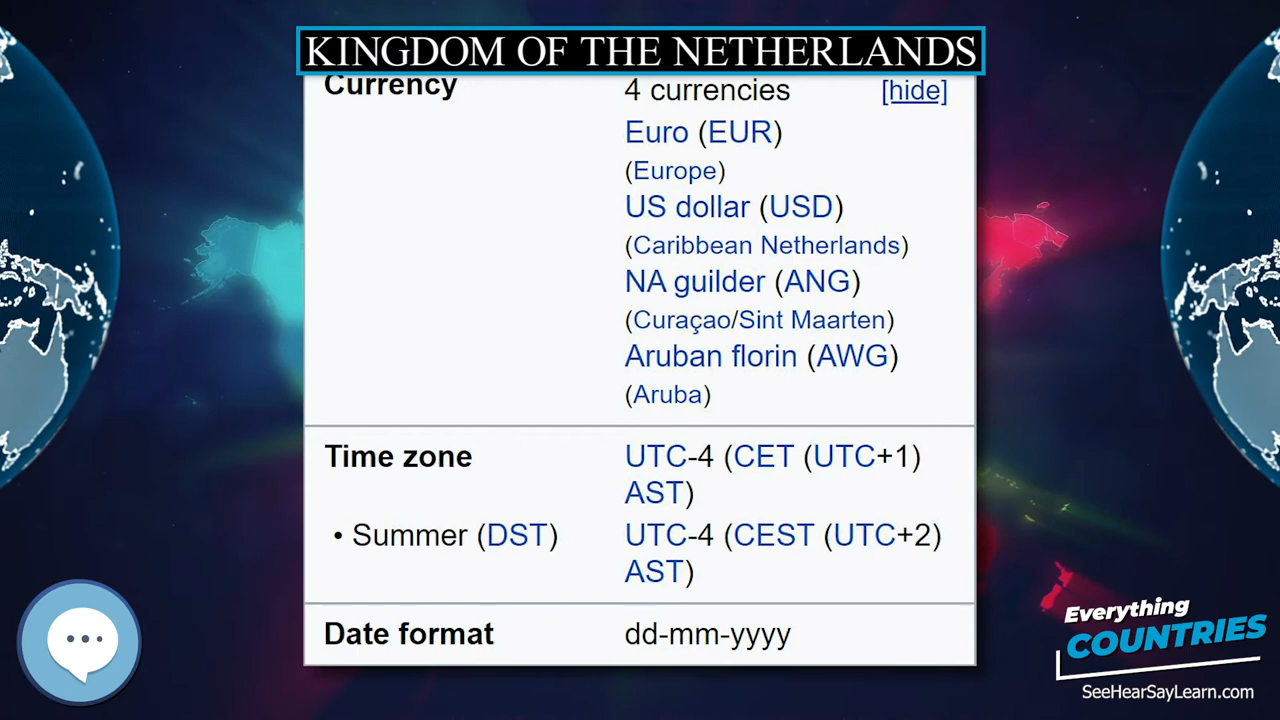 KINGDOM OF THE NETHERLANDS
Currency 4 currencies [hide]
Euro (EUR)
(Europe)
US dollar (USD)
(Caribbean Netherlands)
NA guilder (ANG)
(Curaçao/Sint Maarten)
Aruban florin (AWG)
(Aruba)
Time zone UTC-4 (CET (UTC+1)
AST)
• Summer (DST) UTC-4 (CEST (UTC+2)
AST)
Date format dd-mm-yyyy
Everything
COUNTRIES
SeeHearSayLearn.com